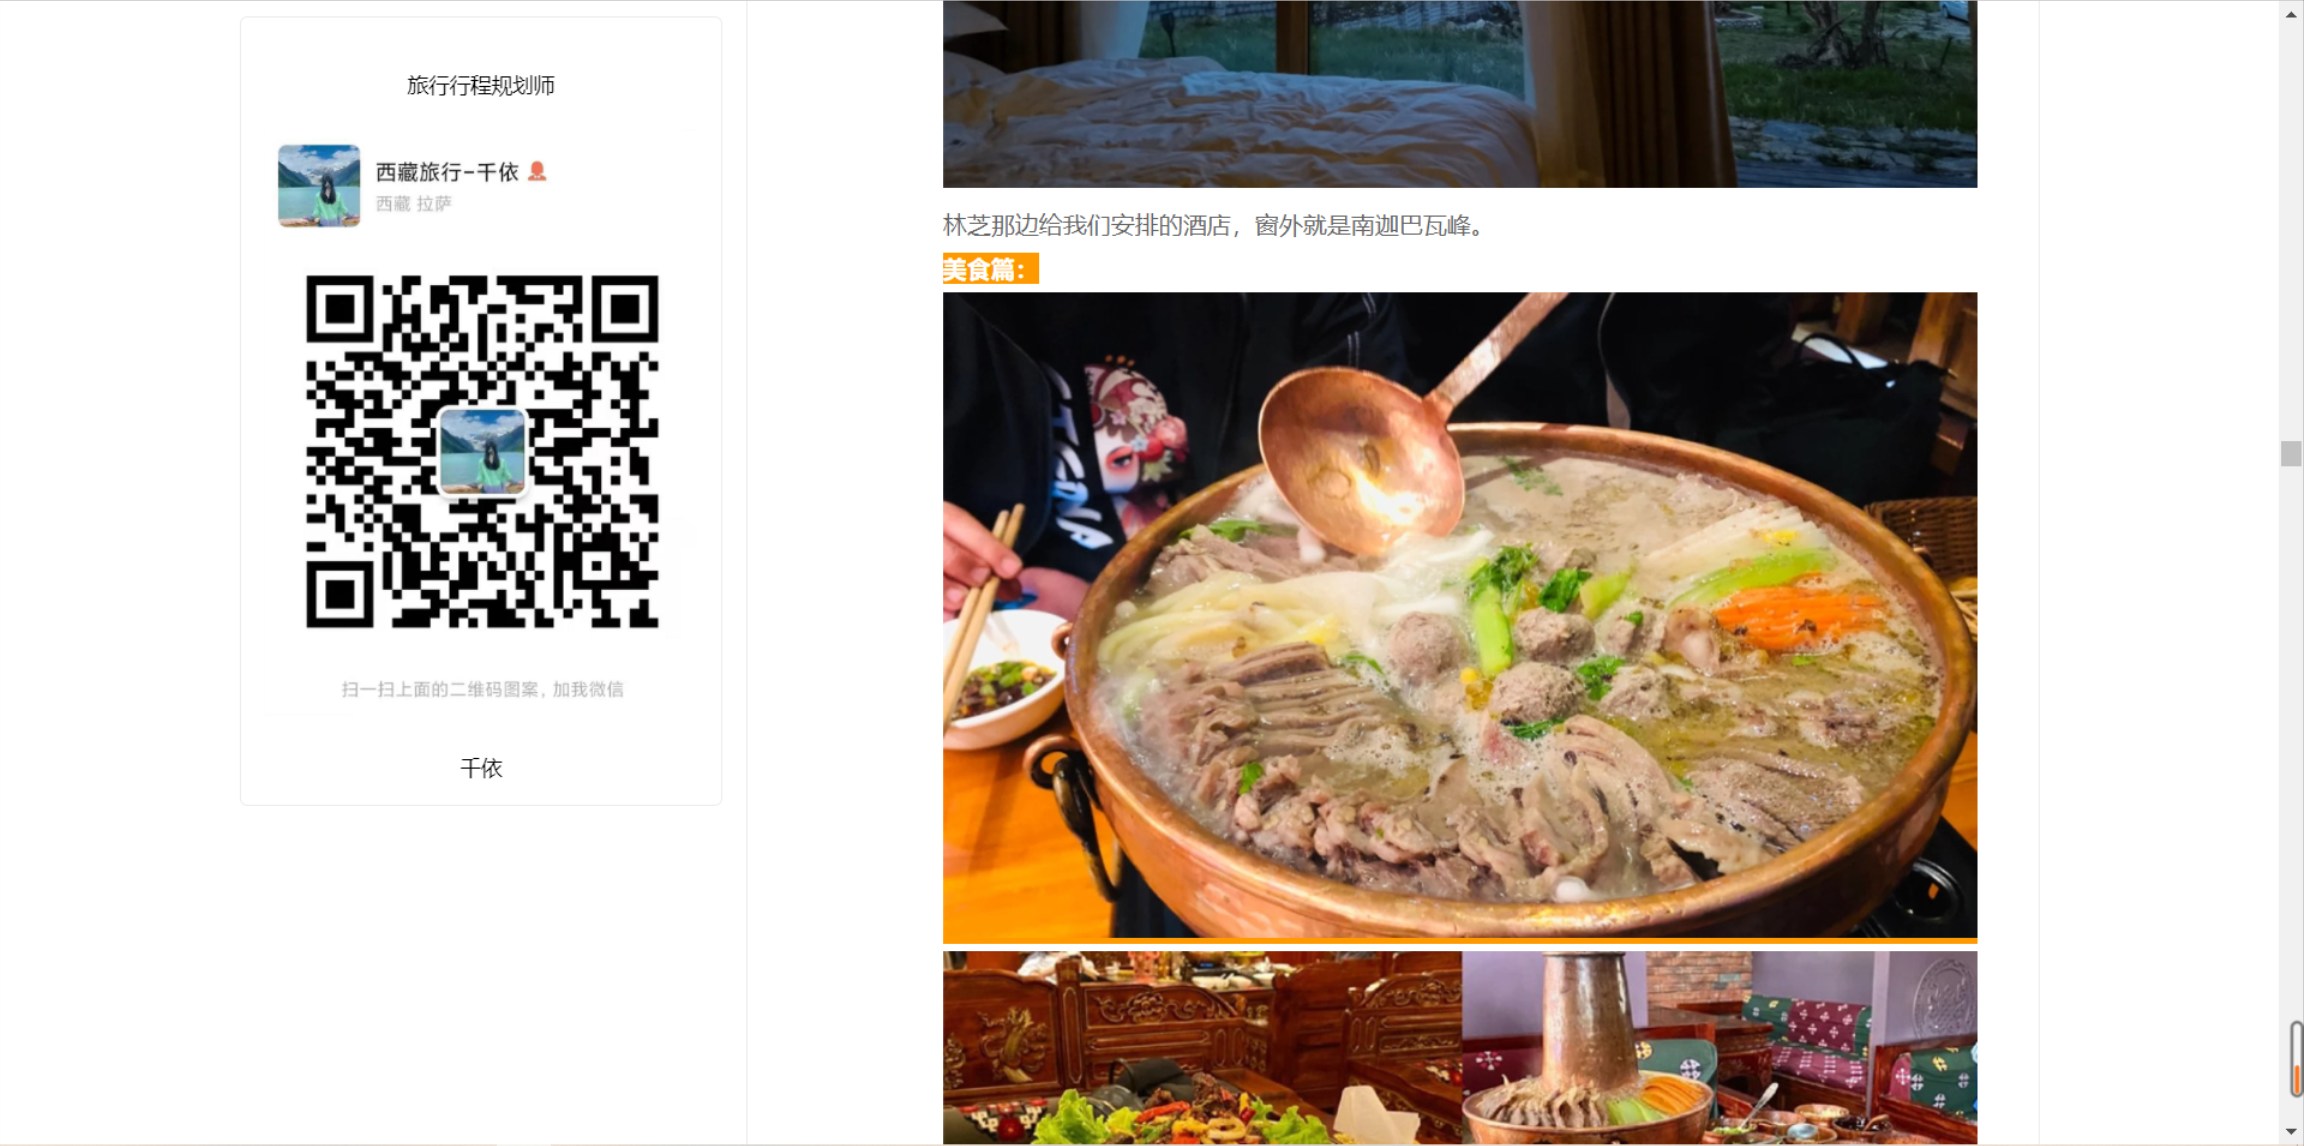 旅行行程规划师
西藏旅行-千依
西藏 拉萨
扫一扫上面的二维码图案，加我微信
千依
林芝那边给我们安排的酒店，窗外就是南迦巴瓦峰。
美食篇：